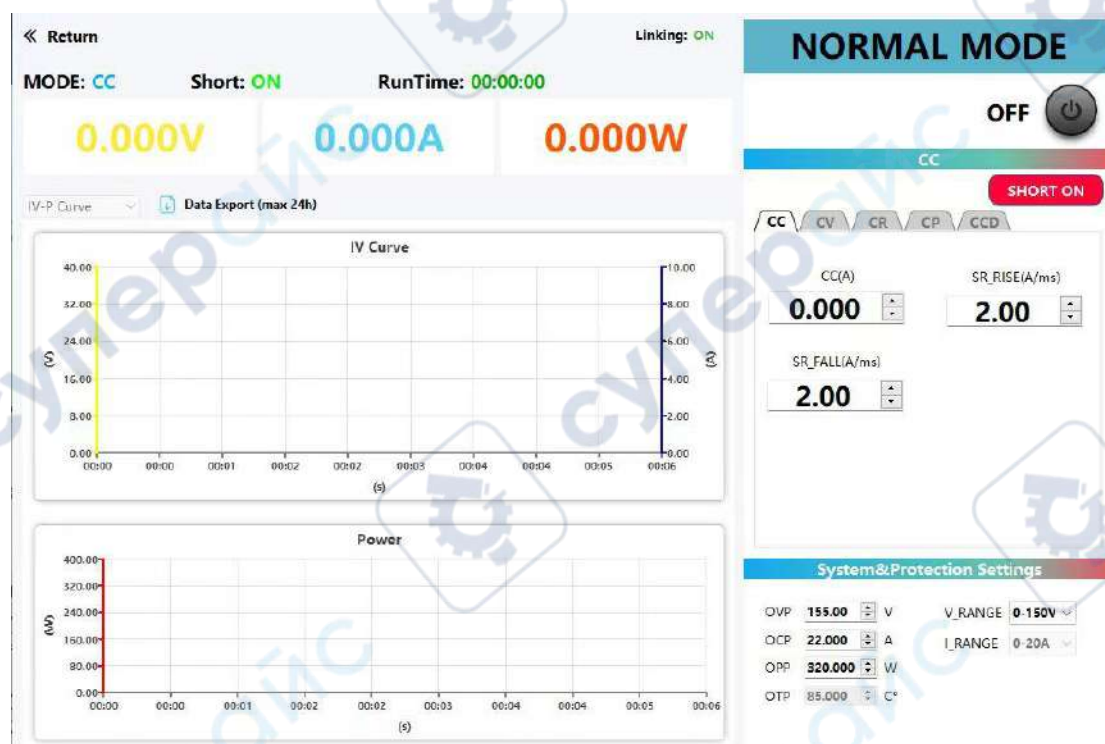 « Return
Linking: ON
NORMAL MODE
MODE: CC Short: ON RunTime: 00:00:00
OFF
0.000V 0.000A 0.000W
CC
SHORT ON
IV-P Curve Data Export (max 24h)
CC CV CR CP CCD
IV Curve
CC(A) SR_RISE(A/ms)
0.000 2.00
SR_FALL(A/ms)
2.00
40.00 10.00
32.00 8.00
24.00 6.00
(V) (A)
16.00 4.00
8.00 2.00
0.00 0.00
00:00 00:00 00:01 00:02 00:02 00:03 00:04 00:04 00:05 00:06
(s)
Power
400.00
320.00
240.00
(W)
160.00
80.00
0.00
00:00 00:00 00:01 00:02 00:02 00:03 00:04 00:04 00:05 00:06
(s)
System&Protection Settings
OVP 155.00 V V_RANGE 0-150V
OCP 22.000 A I_RANGE 0-20A
OPP 320.000 W
OTP 85.000 C°
суперайс
суперайс